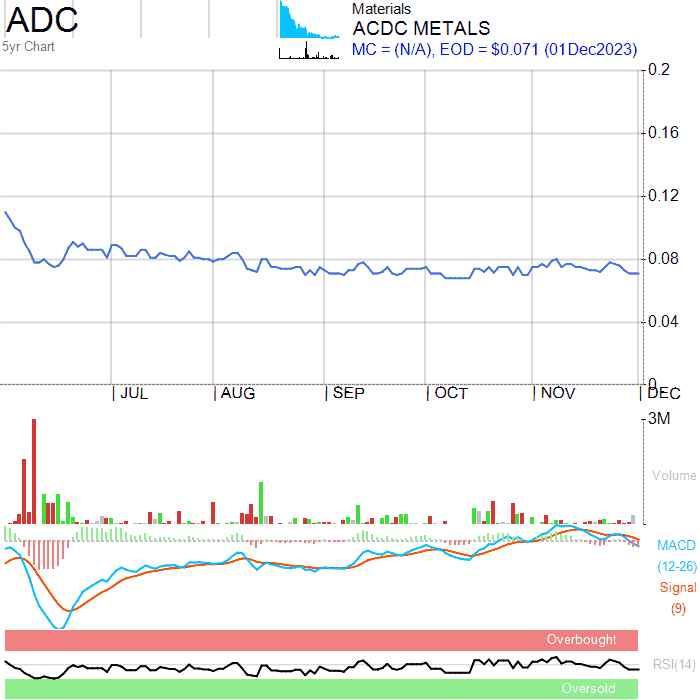 ADC
5yr Chart
Materials
ACDC METALS
MC = (N/A), EOD = $0.071 (01Dec2023)
0.2
0.16
0.12
0.08
0.04
0
JUL AUG SEP OCT NOV DEC
3M
Volume
MACD
(12-26)
Signal
(9)
Overbought
RSI(14)
Oversold